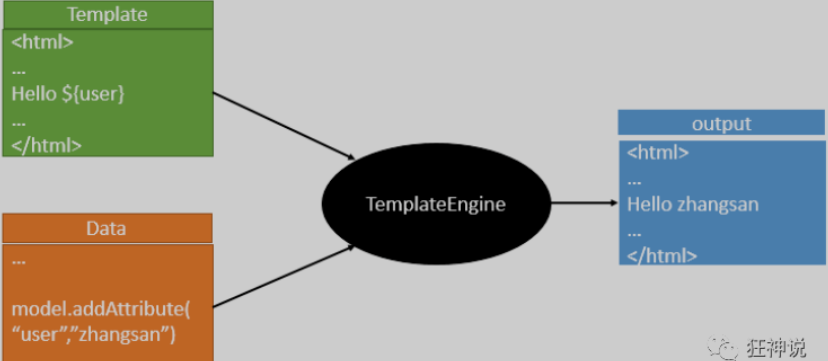 Template
<html>
...
Hello ${user}
...
</html>
Data
...
model.addAttribute(
“user”,”zhangsan”)
TemplateEngine
output
<html>
...
Hello zhangsan
...
</html>
狂神说